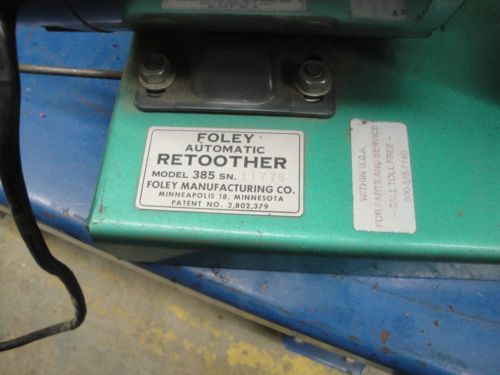 FOLEY
AUTOMATIC
RETOOTHER
MODEL 385 SN. 11775
FOLEY MANUFACTURING CO.
MINNEAPOLIS 18, MINNESOTA
PATENT NO. 2,802,379
WITHIN U.S.A.
FOR PARTS AND SERVICE
- CALL TOLL FREE -